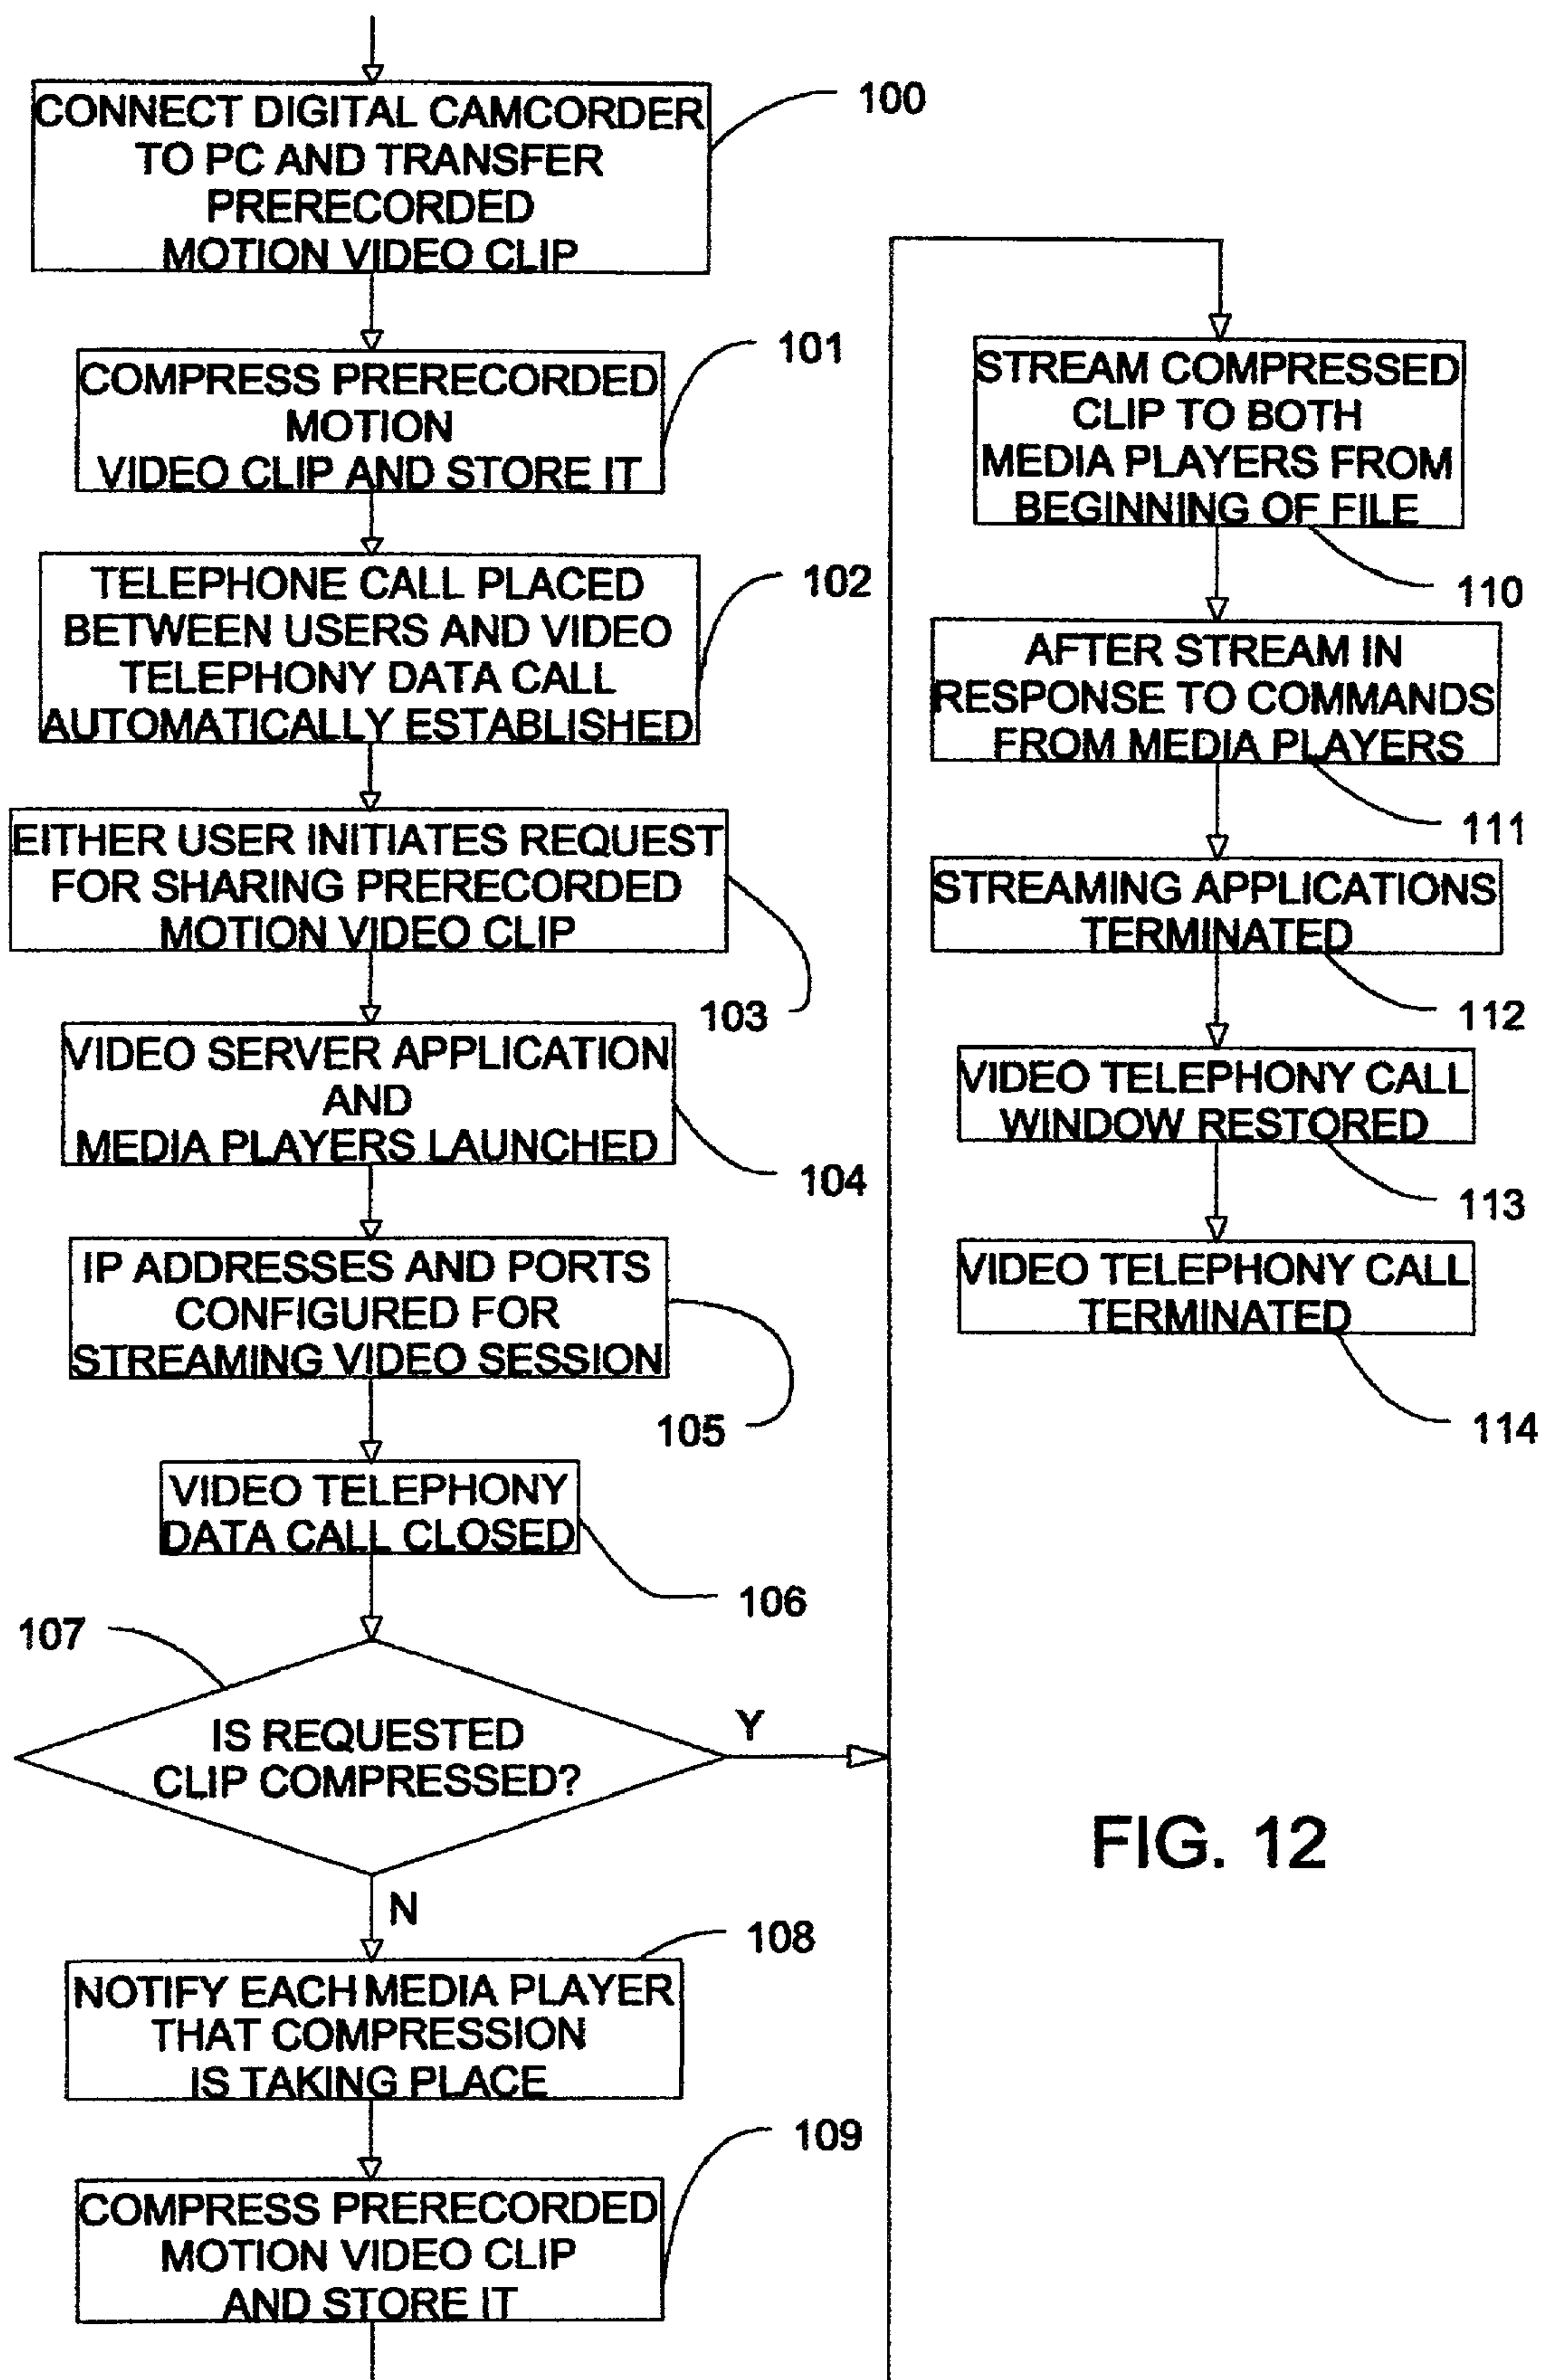 CONNECT DIGITAL CAMCORDER
TO PC AND TRANSFER
PRERECORDED
MOTION VIDEO CLIP
100
COMPRESS PRERECORDED
MOTION
VIDEO CLIP AND STORE IT
101
TELEPHONE CALL PLACED
BETWEEN USERS AND VIDEO
TELEPHONY DATA CALL
AUTOMATICALLY ESTABLISHED
102
EITHER USER INITIATES REQUEST
FOR SHARING PRERECORDED
MOTION VIDEO CLIP
103
VIDEO SERVER APPLICATION
AND
MEDIA PLAYERS LAUNCHED
104
IP ADDRESSES AND PORTS
CONFIGURED FOR
STREAMING VIDEO SESSION
105
VIDEO TELEPHONY
DATA CALL CLOSED
106
107
IS REQUESTED
CLIP COMPRESSED?
Y
N
NOTIFY EACH MEDIA PLAYER
THAT COMPRESSION
IS TAKING PLACE
108
COMPRESS PRERECORDED
MOTION VIDEO CLIP
AND STORE IT
109
STREAM COMPRESSED
CLIP TO BOTH
MEDIA PLAYERS FROM
BEGINNING OF FILE
110
AFTER STREAM IN
RESPONSE TO COMMANDS
FROM MEDIA PLAYERS
111
STREAMING APPLICATIONS
TERMINATED
112
VIDEO TELEPHONY CALL
WINDOW RESTORED
113
VIDEO TELEPHONY CALL
TERMINATED
114
FIG. 12